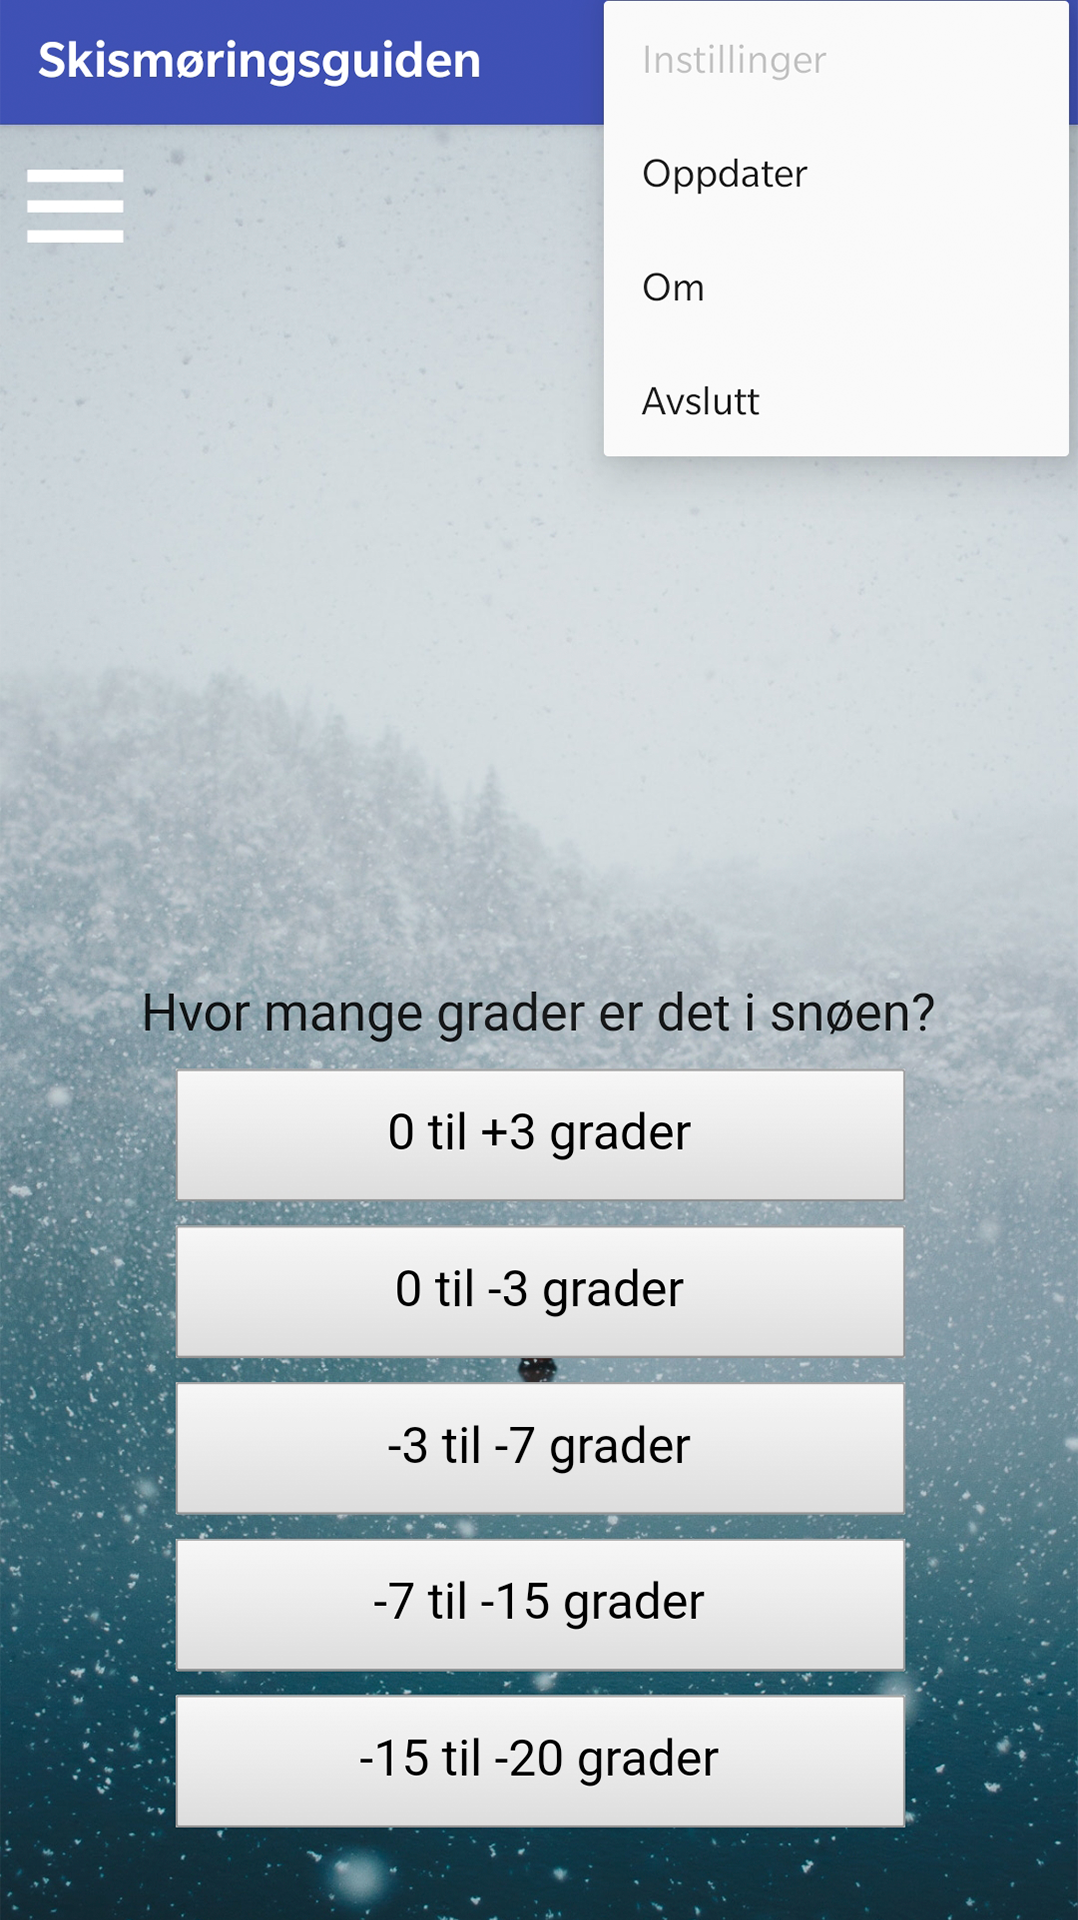 Skismøringsguiden
Instillinger
Oppdater
Om
Avslutt
Hvor mange grader er det i snøen?
0 til +3 grader
0 til -3 grader
-3 til -7 grader
-7 til -15 grader
-15 til -20 grader